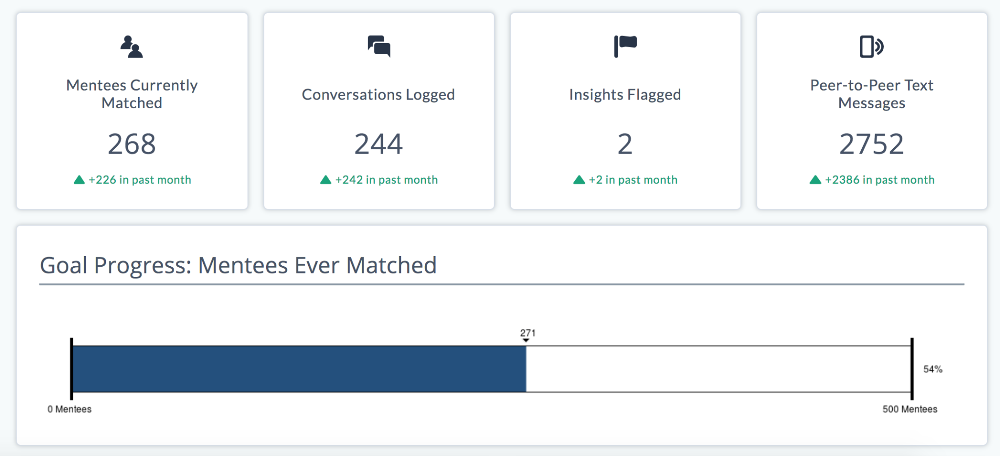 Mentees Currently
Matched
268
+226 in past month
Conversations Logged
244
+242 in past month
Insights Flagged
2
+2 in past month
Peer-to-Peer Text
Messages
2752
+2386 in past month
Goal Progress: Mentees Ever Matched
271
54%
0 Mentees
500 Mentees